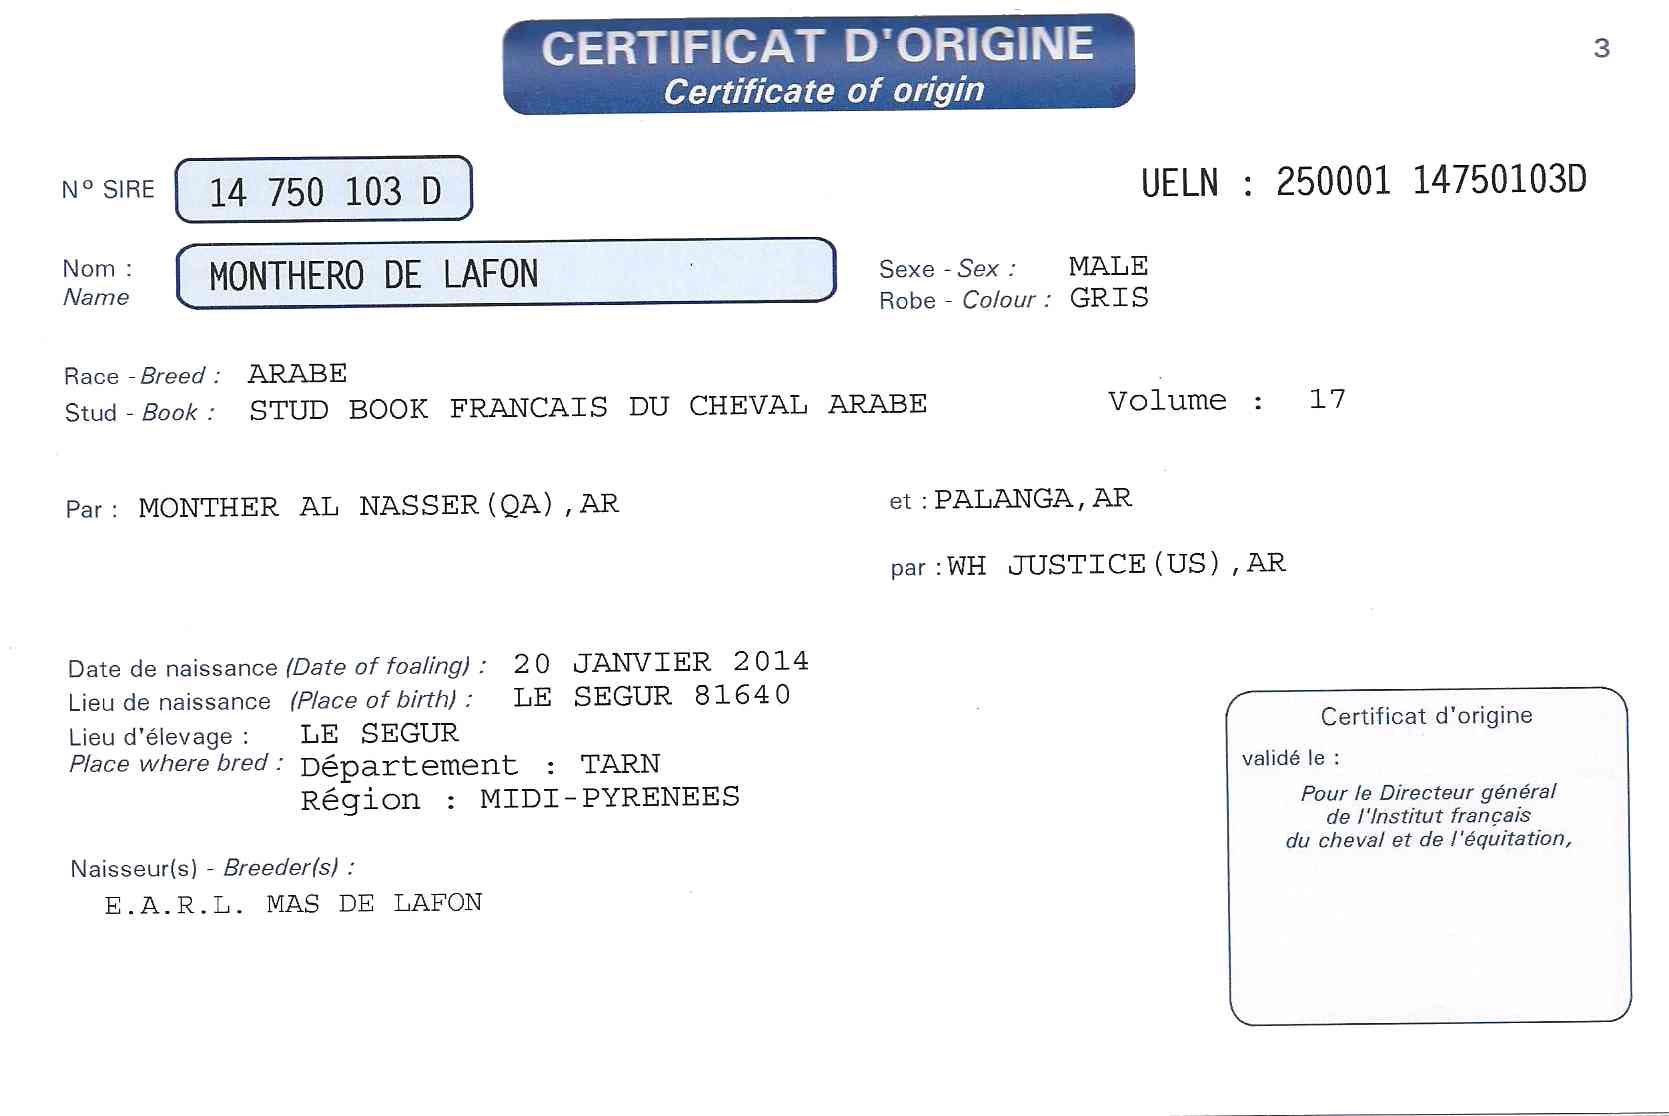 CERTIFICAT D'ORIGINE
Certificate of origin
3
N° SIRE 14 750 103 D
UELN : 250001 14750103D
Nom : MONTHERO DE LAFON
Name
Sexe - Sex : MALE
Robe - Colour : GRIS
Race - Breed : ARABE
Stud - Book : STUD BOOK FRANCAIS DU CHEVAL ARABE Volume : 17
Par : MONTHER AL NASSER(QA),AR
et : PALANGA,AR
par : WH JUSTICE(US),AR
Date de naissance (Date of foaling) : 20 JANVIER 2014
Lieu de naissance (Place of birth) : LE SEGUR 81640
Lieu d'élevage : LE SEGUR
Place where bred : Département : TARN
Région : MIDI-PYRENEES
Naisseur(s) - Breeder(s) :
E.A.R.L. MAS DE LAFON
Certificat d'origine
validé le :
Pour le Directeur général
de l'Institut français
du cheval et de l'équitation,